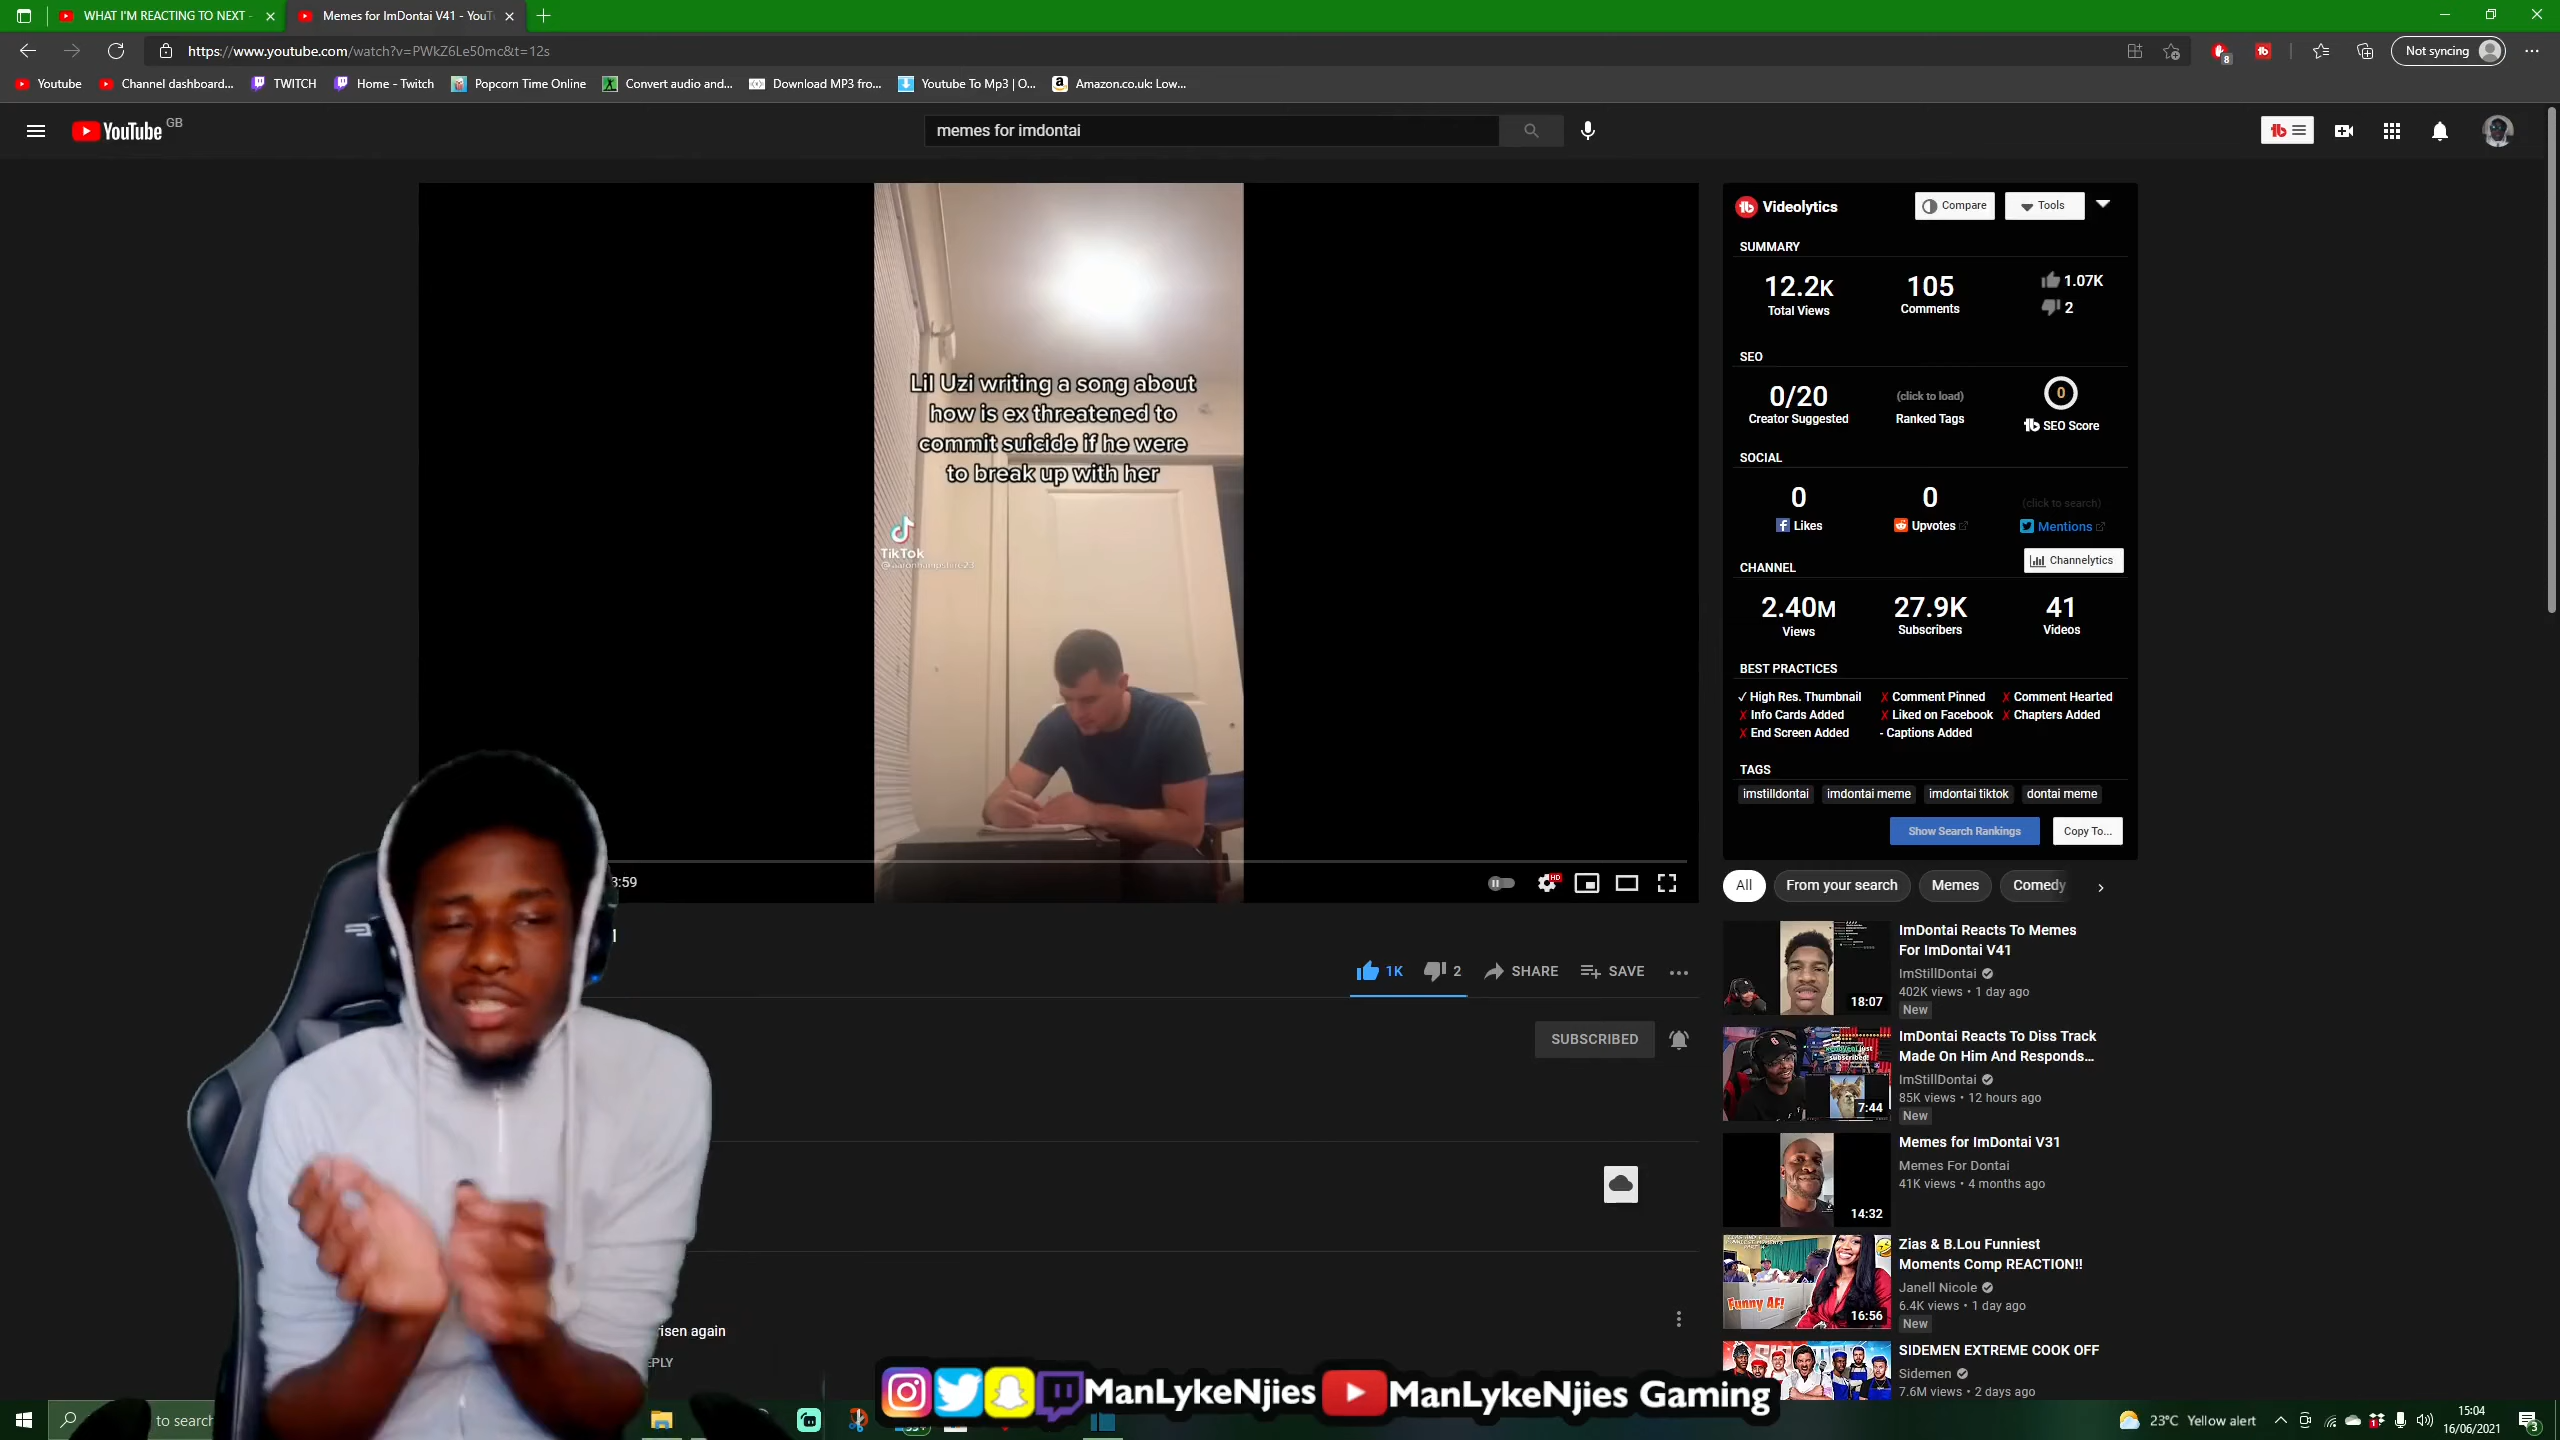 WHAT I'M REACTING TO NEXT -
Memes for ImDontai V41 - YouT
https://www.youtube.com/watch?v=PWkZ6Le50mc&t=12s
8
Not syncing
Youtube
Channel dashboard...
TWITCH
Home - Twitch
Popcorn Time Online
Convert audio and...
Download MP3 fro...
Youtube To Mp3 | O...
Amazon.co.uk: Low...
YouTube GB
memes for imdontai
Lil Uzi writing a song about
how is ex threatened to
commit suicide if he were
to break up with her
TikTok
@aaronhampshire23
3:59
HD
1K
2
SHARE
SAVE
SUBSCRIBED
risen again
EPLY
Videolytics
Compare
Tools
SUMMARY
12.2K
Total Views
105
Comments
1.07K
2
SEO
0/20
Creator Suggested
(click to load)
Ranked Tags
0
SEO Score
SOCIAL
0
Likes
0
Upvotes
(click to search)
Mentions
CHANNEL
Channelytics
2.40M
Views
27.9K
Subscribers
41
Videos
BEST PRACTICES
✓ High Res. Thumbnail
✗ Comment Pinned
✗ Comment Hearted
✗ Info Cards Added
✗ Liked on Facebook
✗ Chapters Added
✗ End Screen Added
- Captions Added
TAGS
imstilldontai
imdontai meme
imdontai tiktok
dontai meme
Show Search Rankings
Copy To...
All
From your search
Memes
Comedy
ImDontai Reacts To Memes
For ImDontai V41
ImStillDontai
402K views • 1 day ago
New
18:07
ImDontai Reacts To Diss Track
Made On Him And Responds...
ImStillDontai
85K views • 12 hours ago
New
7:44
Memes for ImDontai V31
Memes For Dontai
41K views • 4 months ago
14:32
Zias & B.Lou Funniest
Moments Comp REACTION!!
Janell Nicole
6.4K views • 1 day ago
New
Funny AF!
16:56
SIDEMEN EXTREME COOK OFF
Sidemen
7.6M views • 2 days ago
ManLykeNjies
ManLykeNjies Gaming
to search
23°C Yellow alert
15:04
16/06/2021
3